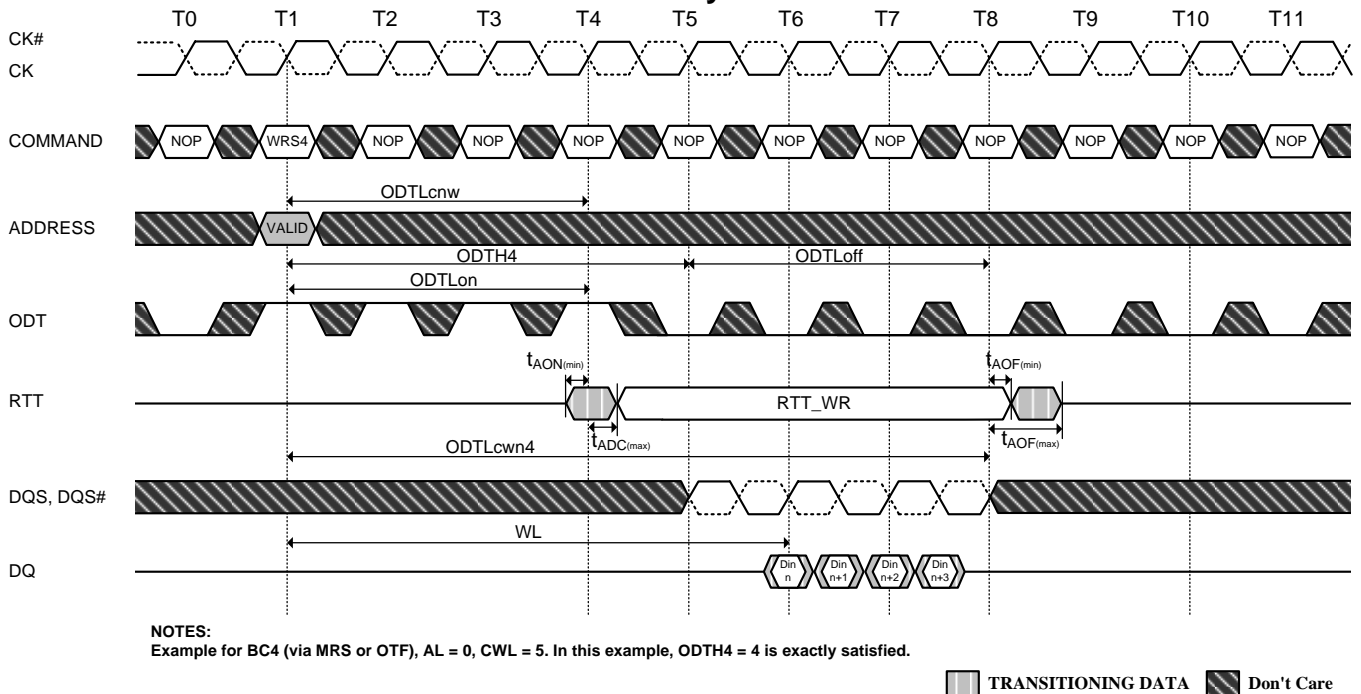 T0 T1 T2 T3 T4 T5 T6 T7 T8 T9 T10 T11
CK#
CK
COMMAND NOP WRS4 NOP NOP NOP NOP NOP NOP NOP NOP NOP NOP
ODTLcnw
ADDRESS VALID
ODTH4 ODTLoff
ODTLon
ODT
tAON(min) tAOF(min)
RTT RTT_WR
tADC(max) tAOF(max)
ODTLcwn4
DQS, DQS#
WL
DQ Din n Din n+1 Din n+2 Din n+3
NOTES:
Example for BC4 (via MRS or OTF), AL = 0, CWL = 5. In this example, ODTH4 = 4 is exactly satisfied.
TRANSITIONING DATA Don't Care